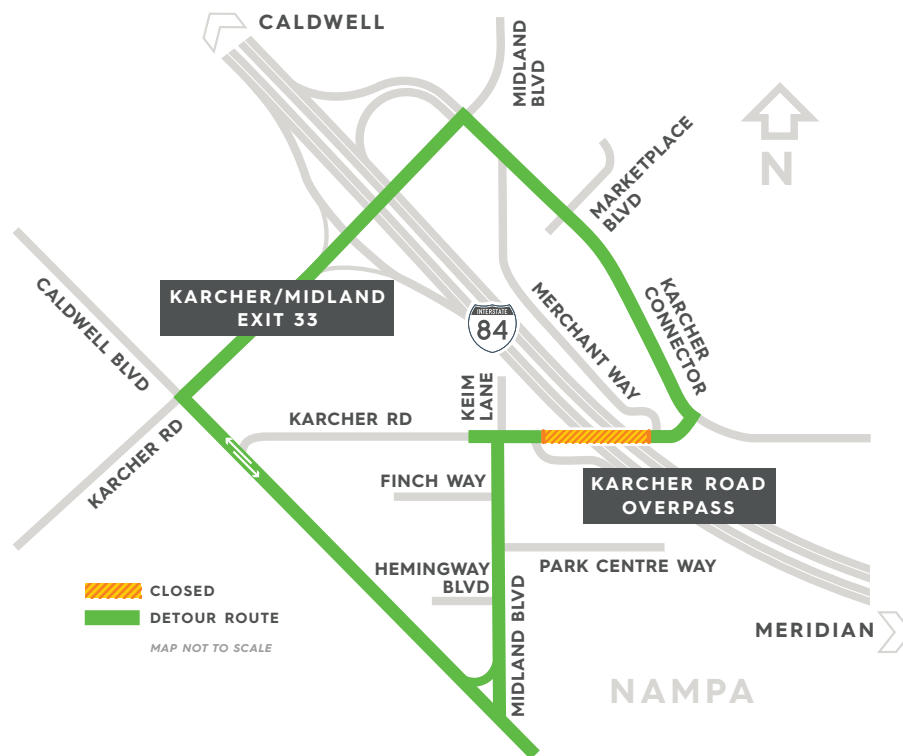 CALDWELL
MIDLAND
BLVD
MARKETPLACE
BLVD
N
CALDWELL BLVD
KARCHER/MIDLAND
EXIT 33
INTERSTATE
84
MERCHANT WAY
KARCHER
CONNECTOR
KEIM
LANE
KARCHER RD
KARCHER RD
FINCH WAY
KARCHER ROAD
OVERPASS
HEMINGWAY
BLVD
PARK CENTRE WAY
MIDLAND BLVD
CLOSED
DETOUR ROUTE
MAP NOT TO SCALE
MERIDIAN
NAMPA